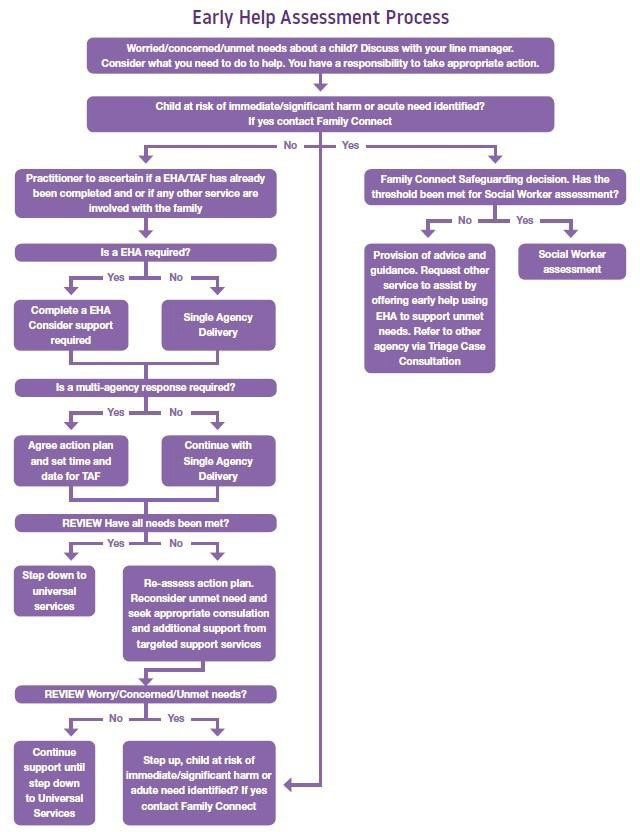 Early Help Assessment Process
Worried/concerned/unmet needs about a child? Discuss with your line manager.
Consider what you need to do to help. You have a responsibility to take appropriate action.
Child at risk of immediate/significant harm or acute need identified?
If yes contact Family Connect
No
Yes
Practitioner to ascertain if a EHA/TAF has already
been completed and or if any other service are
involved with the family
Family Connect Safeguarding decision. Has the
threshold been met for Social Worker assessment?
No
Yes
Provision of advice and
guidance. Request other
service to assist by
offering early help using
EHA to support unmet
needs. Refer to other
agency via Triage Case
Consultation
Social Worker
assessment
Is a EHA required?
Yes
No
Complete a EHA
Consider support
required
Single Agency
Delivery
Is a multi-agency response required?
Yes
No
Agree action plan
and set time and
date for TAF
Continue with
Single Agency
Delivery
REVIEW Have all needs been met?
Yes
No
Step down to
universal
services
Re-assess action plan.
Reconsider unmet need and
seek appropriate consulation
and additional support from
targeted support services
REVIEW Worry/Concerned/Unmet needs?
No
Yes
Continue
support until
step down
to Universal
Services
Step up, child at risk of
immediate/significant harm or
adute need identified? If yes
contact Family Connect